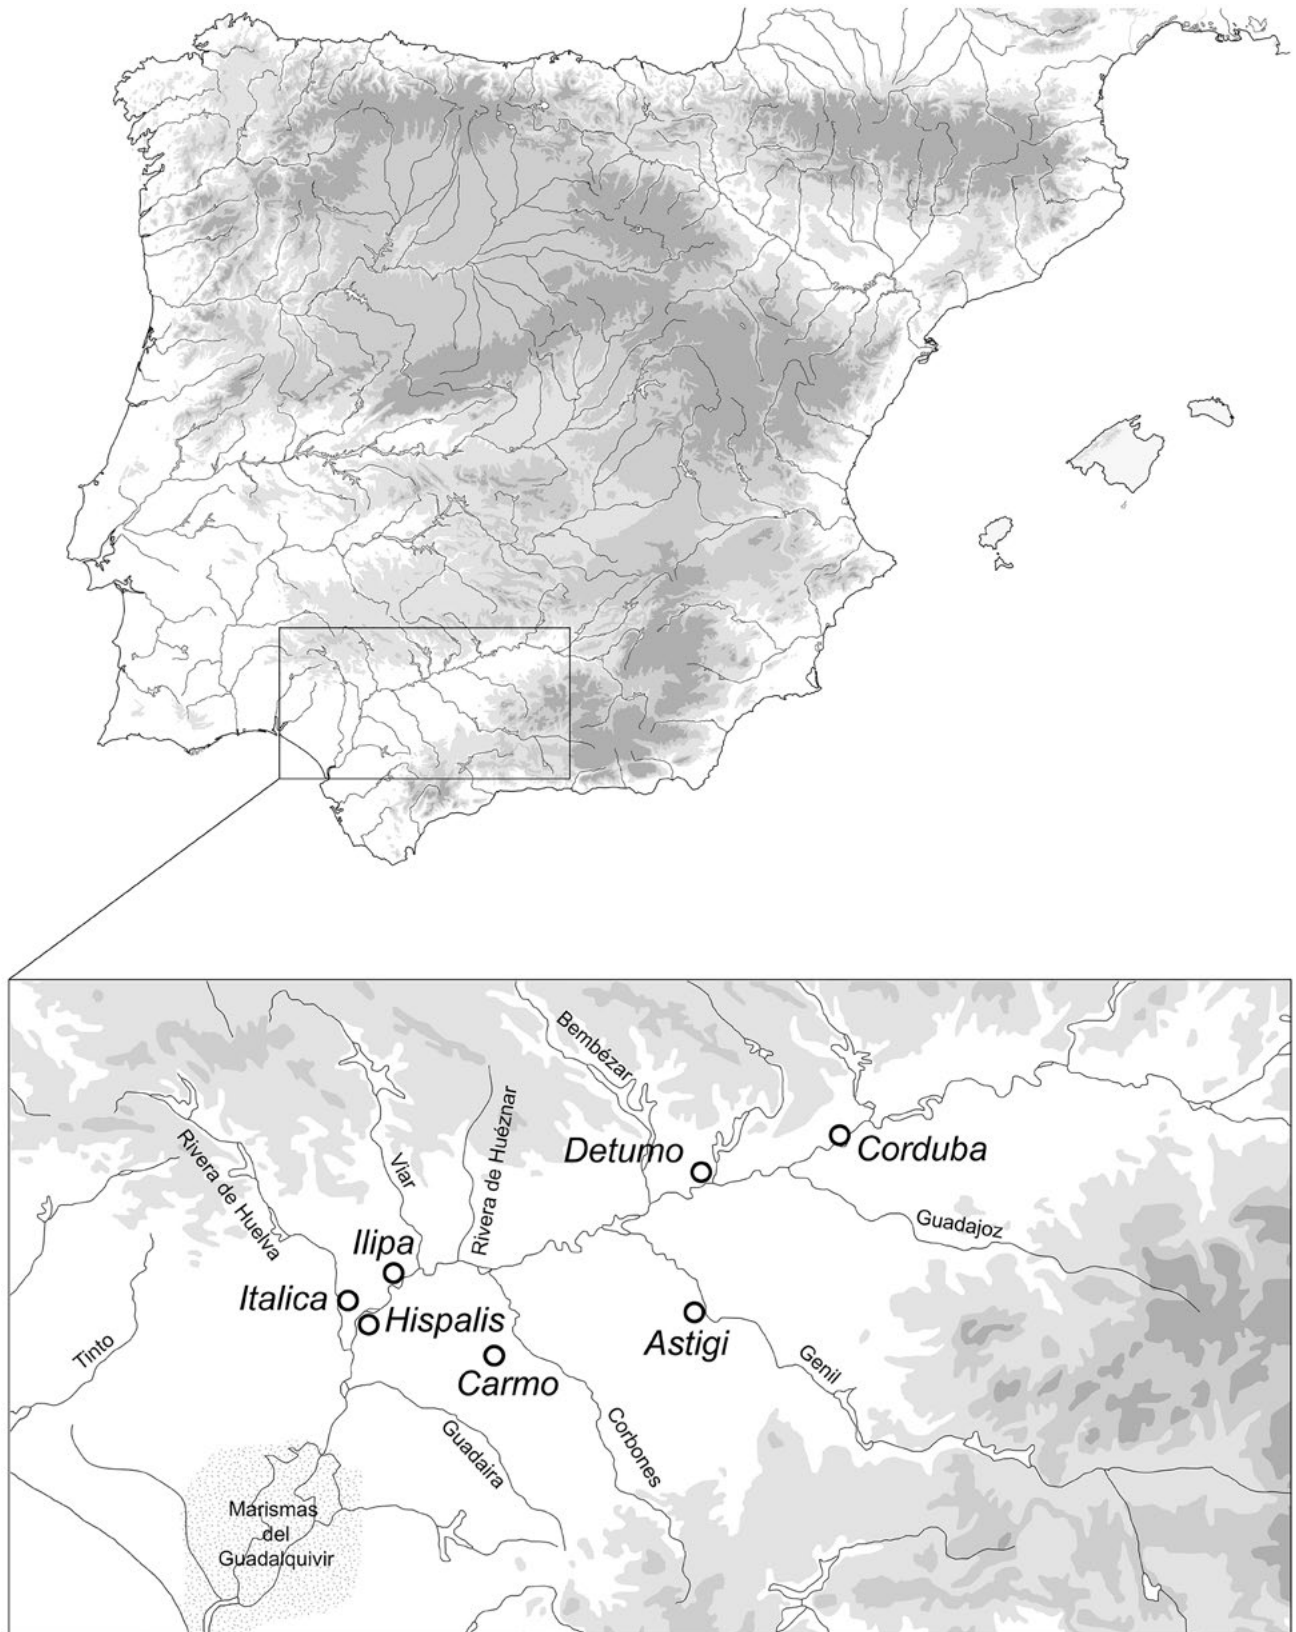 Bembézar
Rivera de Huéznar
Viar
Rivera de Huelva
Detumo
Corduba
Guadajoz
Ilipa
Italica
Hispalis
Astigi
Carmo
Tinto
Genil
Corbones
Guadaira
Marismas
del
Guadalquivir